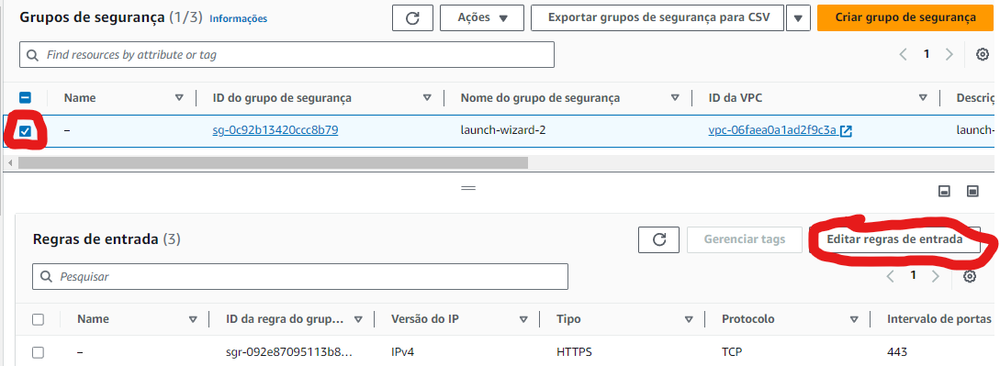 Grupos de segurança (1/3) Informações Ações Exportar grupos de segurança para CSV Criar grupo de segurança
Find resources by attribute or tag 1
Name ID do grupo de segurança Nome do grupo de segurança ID da VPC Descriç
– sg-0c92b13420ccc8b79 launch-wizard-2 vpc-06faea0a1ad2f9c3a launch-
Regras de entrada (3) Gerenciar tags Editar regras de entrada
Pesquisar 1
Name ID da regra do grup... Versão do IP Tipo Protocolo Intervalo de portas
– sgr-092e87095113b8... IPv4 HTTPS TCP 443